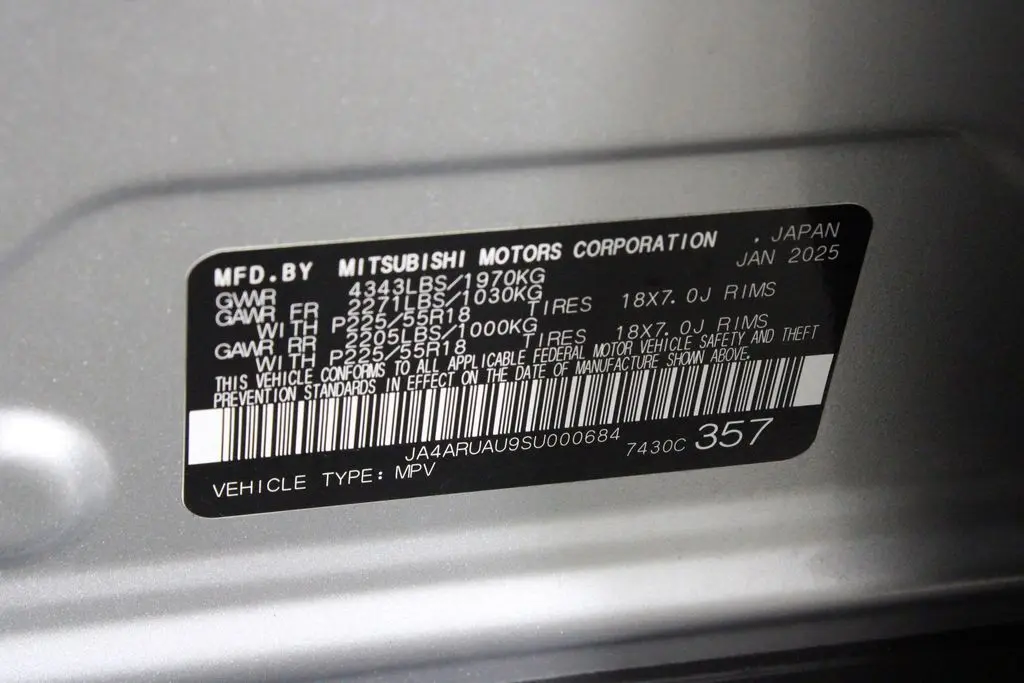 MFD.BY MITSUBISHI MOTORS CORPORATION . JAPAN
JAN 2025
GVWR 4343LBS/1970KG
GAWR FR 2271LBS/1030KG
WITH P225/55R18 TIRES 18X7.0J RIMS
GAWR RR 2205LBS/1000KG
WITH P225/55R18 TIRES 18X7.0J RIMS
THIS VEHICLE CONFORMS TO ALL APPLICABLE FEDERAL MOTOR VEHICLE SAFETY AND THEFT
PREVENTION STANDARDS IN EFFECT ON THE DATE OF MANUFACTURE SHOWN ABOVE.
JA4ARUAU9SU000684 7430C 357
VEHICLE TYPE: MPV